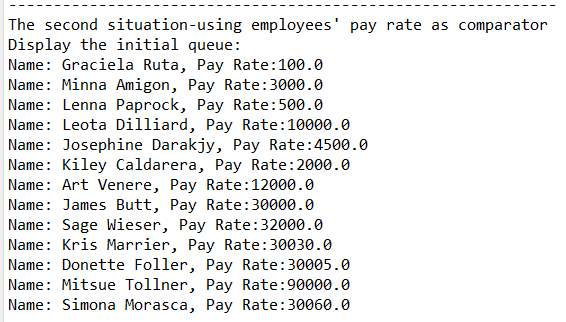 -------------------------------------------------------------
The second situation-using employees' pay rate as comparator
Display the initial queue:
Name: Graciela Ruta, Pay Rate:100.0
Name: Minna Amigon, Pay Rate:3000.0
Name: Lenna Paprock, Pay Rate:500.0
Name: Leota Dilliard, Pay Rate:10000.0
Name: Josephine Darakjy, Pay Rate:4500.0
Name: Kiley Caldarera, Pay Rate:2000.0
Name: Art Venere, Pay Rate:12000.0
Name: James Butt, Pay Rate:30000.0
Name: Sage Wieser, Pay Rate:32000.0
Name: Kris Marrier, Pay Rate:30030.0
Name: Donette Foller, Pay Rate:30005.0
Name: Mitsue Tollner, Pay Rate:90000.0
Name: Simona Morasca, Pay Rate:30060.0